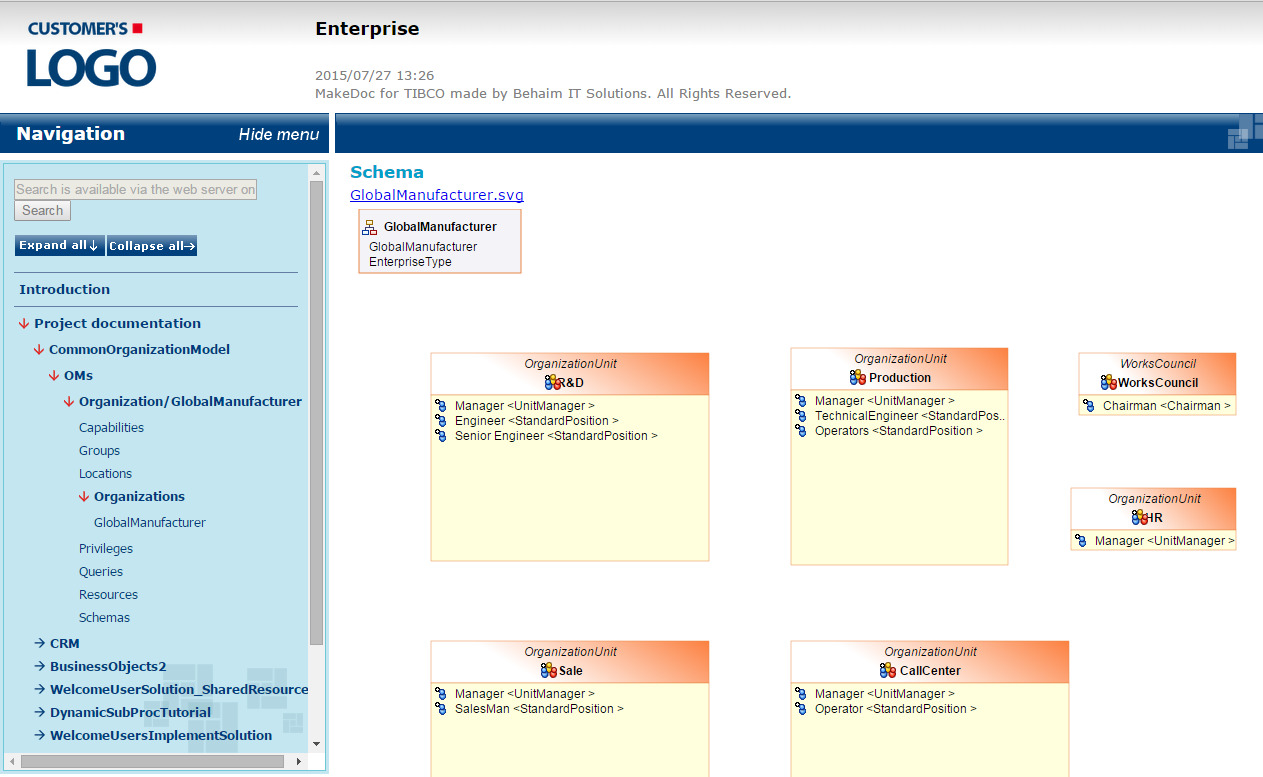 CUSTOMER'S
LOGO
Enterprise
2015/07/27 13:26
MakeDoc for TIBCO made by Behaim IT Solutions. All Rights Reserved.
Navigation
Hide menu
Search is available via the web server on
Search
Expand all↓
Collapse all→
Introduction
Project documentation
CommonOrganizationModel
OMs
Organization/GlobalManufacturer
Capabilities
Groups
Locations
Organizations
GlobalManufacturer
Privileges
Queries
Resources
Schemas
CRM
BusinessObjects2
WelcomeUserSolution_SharedResource
DynamicSubProcTutorial
WelcomeUsersImplementSolution
Schema
GlobalManufacturer.svg
GlobalManufacturer
GlobalManufacturer
EnterpriseType
OrganizationUnit
R&D
Manager <UnitManager >
Engineer <StandardPosition >
Senior Engineer <StandardPosition >
OrganizationUnit
Production
Manager <UnitManager >
TechnicalEngineer <StandardPos..
Operators <StandardPosition >
WorksCouncil
WorksCouncil
Chairman <Chairman >
OrganizationUnit
HR
Manager <UnitManager >
OrganizationUnit
Sale
Manager <UnitManager >
SalesMan <StandardPosition >
OrganizationUnit
CallCenter
Manager <UnitManager >
Operator <StandardPosition >